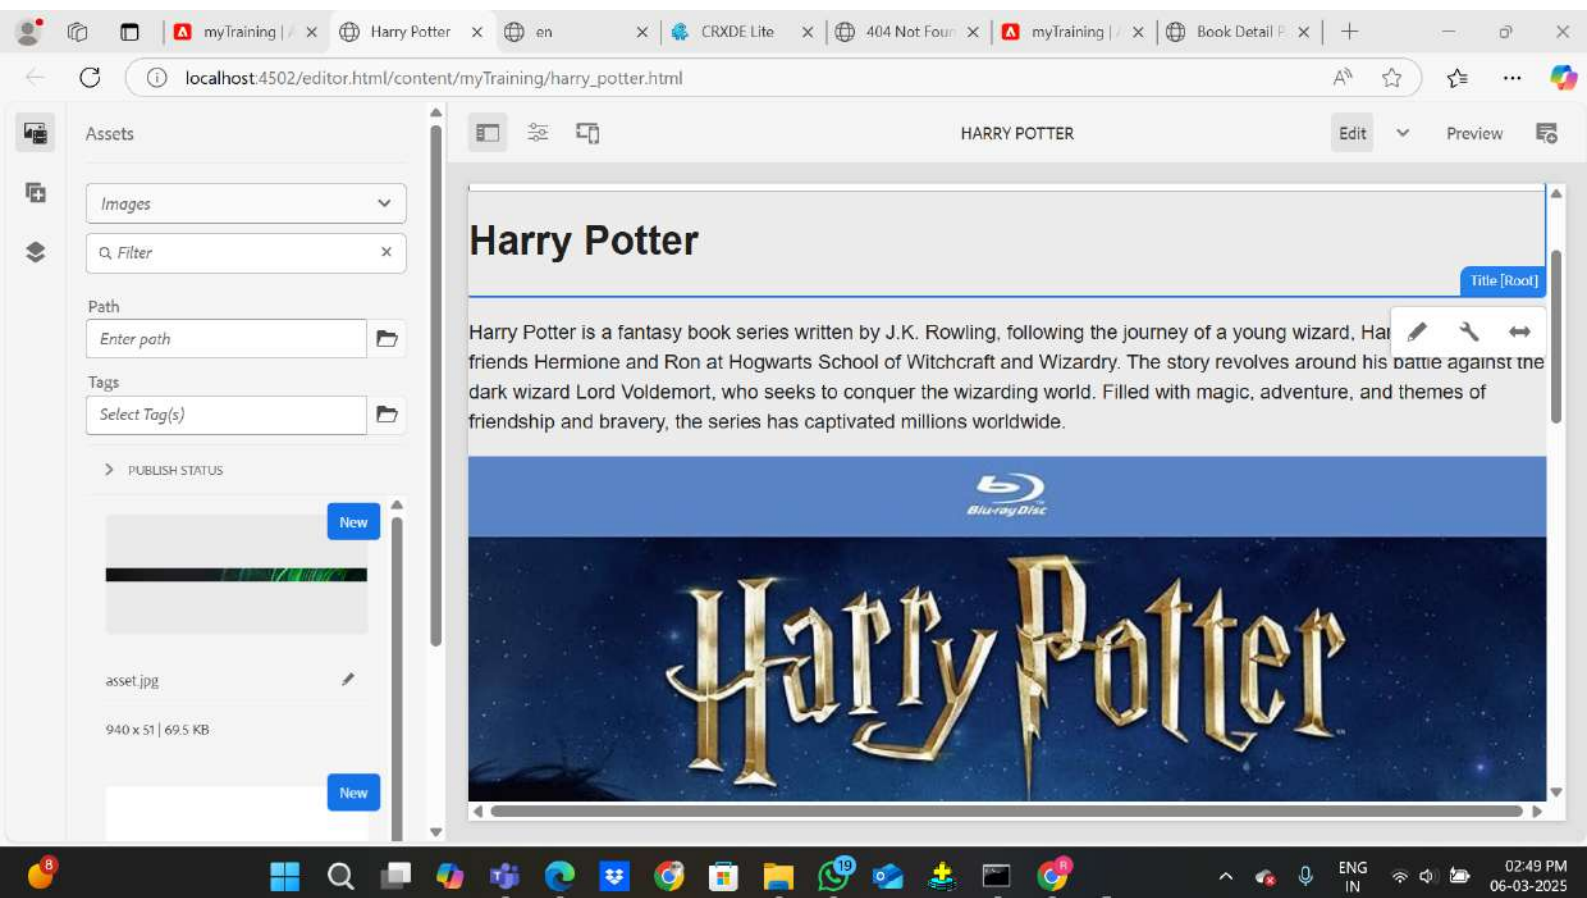 myTraining | A
Harry Potter
en
CRXDE Lite
404 Not Foun
myTraining | A
Book Detail P
localhost:4502/editor.html/content/myTraining/harry_potter.html
Assets
HARRY POTTER
Edit
Preview
Images
Filter
Path
Enter path
Tags
Select Tag(s)
PUBLISH STATUS
New
asset.jpg
940 x 51 | 69.5 KB
New
Harry Potter
Title [Root]
Harry Potter is a fantasy book series written by J.K. Rowling, following the journey of a young wizard, Har
friends Hermione and Ron at Hogwarts School of Witchcraft and Wizardry. The story revolves around his battle against the
dark wizard Lord Voldemort, who seeks to conquer the wizarding world. Filled with magic, adventure, and themes of
friendship and bravery, the series has captivated millions worldwide.
Blu-ray Disc
Harry Potter
8
19
ENG
IN
02:49 PM
06-03-2025